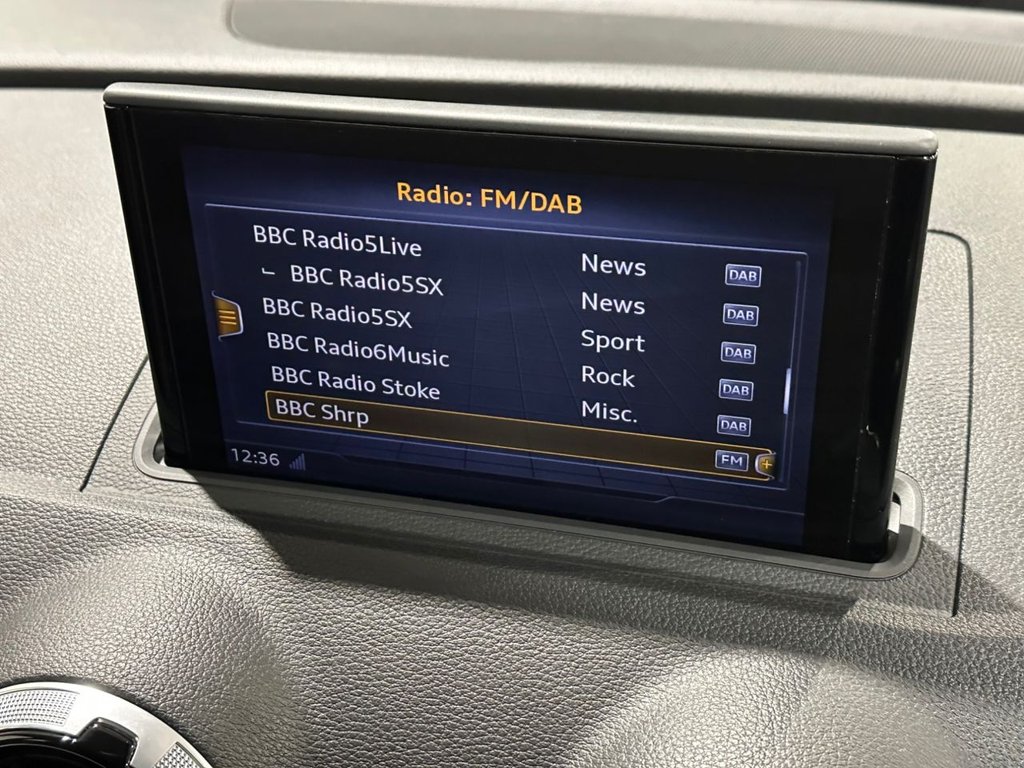 Radio: FM/DAB
BBC Radio5Live News DAB
BBC Radio5SX News DAB
BBC Radio5SX Sport DAB
BBC Radio6Music Rock DAB
BBC Radio Stoke Misc. DAB
BBC Shrp FM
12:36